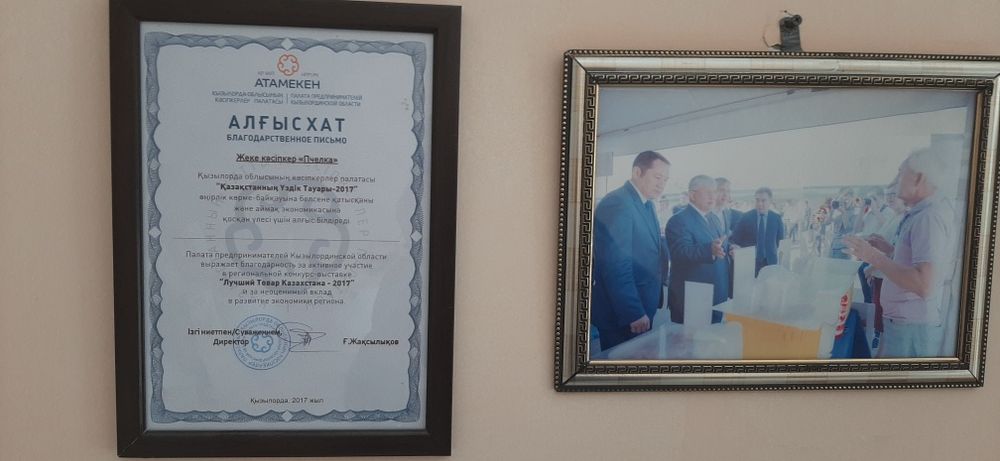 АТАМЕКЕН
ҚЫЗЫЛОРДА ОБЛЫСЫНЫҢ КӘСІПКЕРЛЕР ПАЛАТАСЫ
ПАЛАТА ПРЕДПРИНИМАТЕЛЕЙ КЫЗЫЛОРДИНСКОЙ ОБЛАСТИ
АЛҒЫСХАТ
БЛАГОДАРСТВЕННОЕ ПИСЬМО
Жеке кәсіпкер «Пчелка»
Қызылорда облысының кәсіпкерлер палатасы
"Қазақстанның Үздік Тауары-2017"
өңірлік көрме-байқауына белсене қатысқаны
және аймақ экономикасына
қосқан үлесі үшін алғыс білдіреді
Палата предпринимателей Кызылординской области
выражает благодарность за активное участие
в региональной конкурс-выставке
"Лучший Товар Казахстана - 2017"
и за неоценимый вклад
в развитие экономики региона.
Ізгі ниетпен/С уважением,
Директор Ғ.Жақсылықов
Қызылорда, 2017 жыл